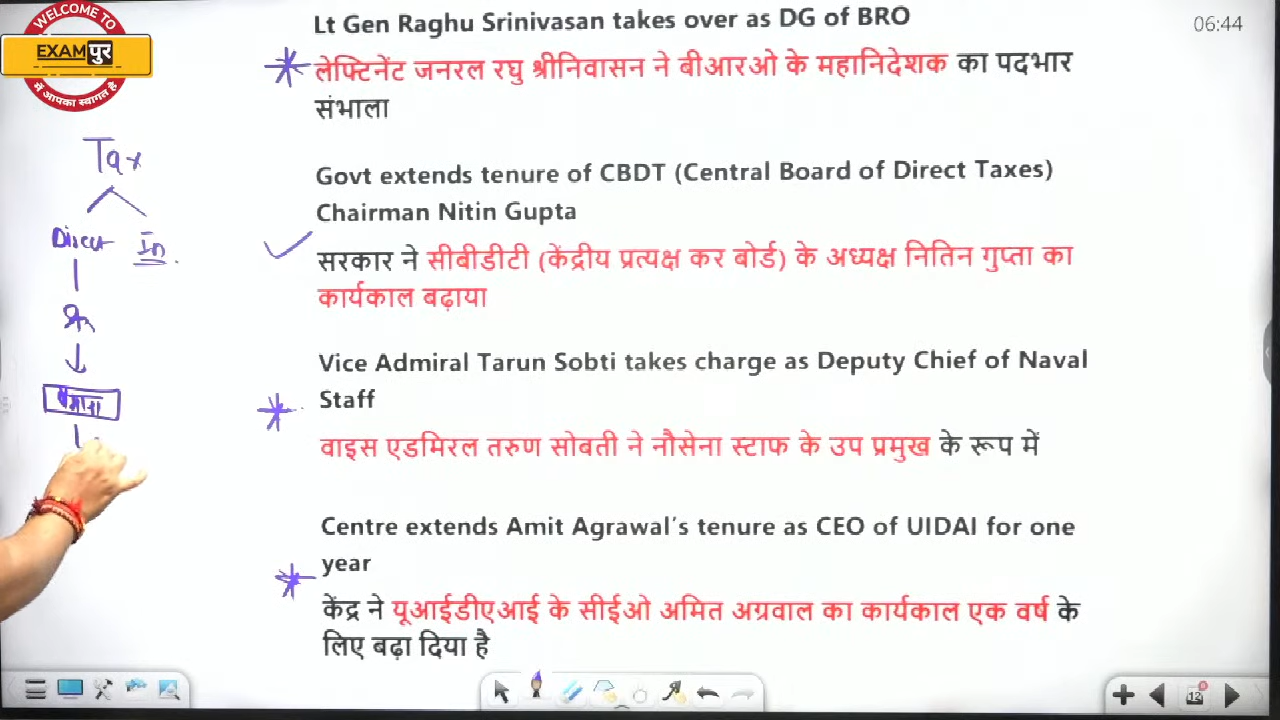 WELCOME TO
EXAMपुर
में आपका स्वागत है
06:44
Lt Gen Raghu Srinivasan takes over as DG of BRO
लेफ्टिनेंट जनरल रघु श्रीनिवासन ने बीआरओ के महानिदेशक का पदभार
संभाला
Tax
Direct In
Govt extends tenure of CBDT (Central Board of Direct Taxes)
Chairman Nitin Gupta
सरकार ने सीबीडीटी (केंद्रीय प्रत्यक्ष कर बोर्ड) के अध्यक्ष नितिन गुप्ता का
कार्यकाल बढ़ाया
Vice Admiral Tarun Sobti takes charge as Deputy Chief of Naval
Staff
वाइस एडमिरल तरुण सोबती ने नौसेना स्टाफ के उप प्रमुख के रूप में
Centre extends Amit Agrawal's tenure as CEO of UIDAI for one
year
केंद्र ने यूआईडीएआई के सीईओ अमित अग्रवाल का कार्यकाल एक वर्ष के
लिए बढ़ा दिया है
12